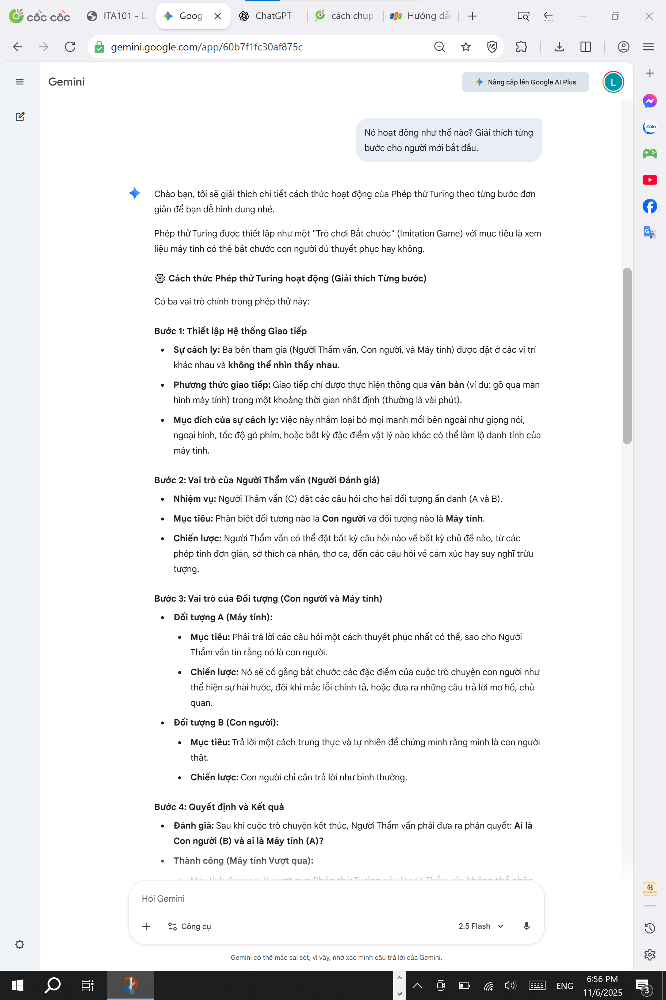 cốc cốc
ITA101 - La
Goog
ChatGPT
cách chụp
Hướng dẫn
gemini.google.com/app/60b7f1fc30af875c
Gemini
Nâng cấp lên Google AI Plus
L
Zalo
Nó hoạt động như thế nào? Giải thích từng
bước cho người mới bắt đầu.
Chào bạn, tôi sẽ giải thích chi tiết cách thức hoạt động của Phép thử Turing theo từng bước đơn
giản để bạn dễ hình dung nhé.
Phép thử Turing được thiết lập như một "Trò chơi Bắt chước" (Imitation Game) với mục tiêu là xem
liệu máy tính có thể bắt chước con người đủ thuyết phục hay không.
Cách thức Phép thử Turing hoạt động (Giải thích Từng bước)
Có ba vai trò chính trong phép thử này:
Bước 1: Thiết lập Hệ thống Giao tiếp
Sự cách ly: Ba bên tham gia (Người Thẩm vấn, Con người, và Máy tính) được đặt ở các vị trí
khác nhau và không thể nhìn thấy nhau.
Phương thức giao tiếp: Giao tiếp chỉ được thực hiện thông qua văn bản (ví dụ: gõ qua màn
hình máy tính) trong một khoảng thời gian nhất định (thường là vài phút).
Mục đích của sự cách ly: Việc này nhằm loại bỏ mọi manh mối bên ngoài như giọng nói,
ngoại hình, tốc độ gõ phím, hoặc bất kỳ đặc điểm vật lý nào khác có thể làm lộ danh tính của
máy tính.
Bước 2: Vai trò của Người Thẩm vấn (Người Đánh giá)
Nhiệm vụ: Người Thẩm vấn (C) đặt các câu hỏi cho hai đối tượng ẩn danh (A và B).
Mục tiêu: Phân biệt đối tượng nào là Con người và đối tượng nào là Máy tính.
Chiến lược: Người Thẩm vấn có thể đặt bất kỳ câu hỏi nào về bất kỳ chủ đề nào, từ các
phép tính đơn giản, sở thích cá nhân, thơ ca, đến các câu hỏi về cảm xúc hay suy nghĩ trừu
tượng.
Bước 3: Vai trò của Đối tượng (Con người và Máy tính)
Đối tượng A (Máy tính):
Mục tiêu: Phải trả lời các câu hỏi một cách thuyết phục nhất có thể, sao cho Người
Thẩm vấn tin rằng nó là con người.
Chiến lược: Nó sẽ cố gắng bắt chước các đặc điểm của cuộc trò chuyện con người như
thể hiện sự hài hước, đôi khi mắc lỗi chính tả, hoặc đưa ra những câu trả lời mơ hồ, chủ
quan.
Đối tượng B (Con người):
Mục tiêu: Trả lời một cách trung thực và tự nhiên để chứng minh rằng mình là con người
thật.
Chiến lược: Con người chỉ cần trả lời như bình thường.
Bước 4: Quyết định và Kết quả
Đánh giá: Sau khi cuộc trò chuyện kết thúc, Người Thẩm vấn phải đưa ra phán quyết: Ai là
Con người (B) và ai là Máy tính (A)?
Thành công (Máy tính Vượt qua):
Máy tính được coi là vượt qua Phép thử Turing nếu Người Thẩm vấn không thể phân
Hỏi Gemini
Công cụ
2.5 Flash
Gemini có thể mắc sai sót, vì vậy, nhớ xác minh câu trả lời của Gemini.
ENG
6:56 PM
11/6/2025
3